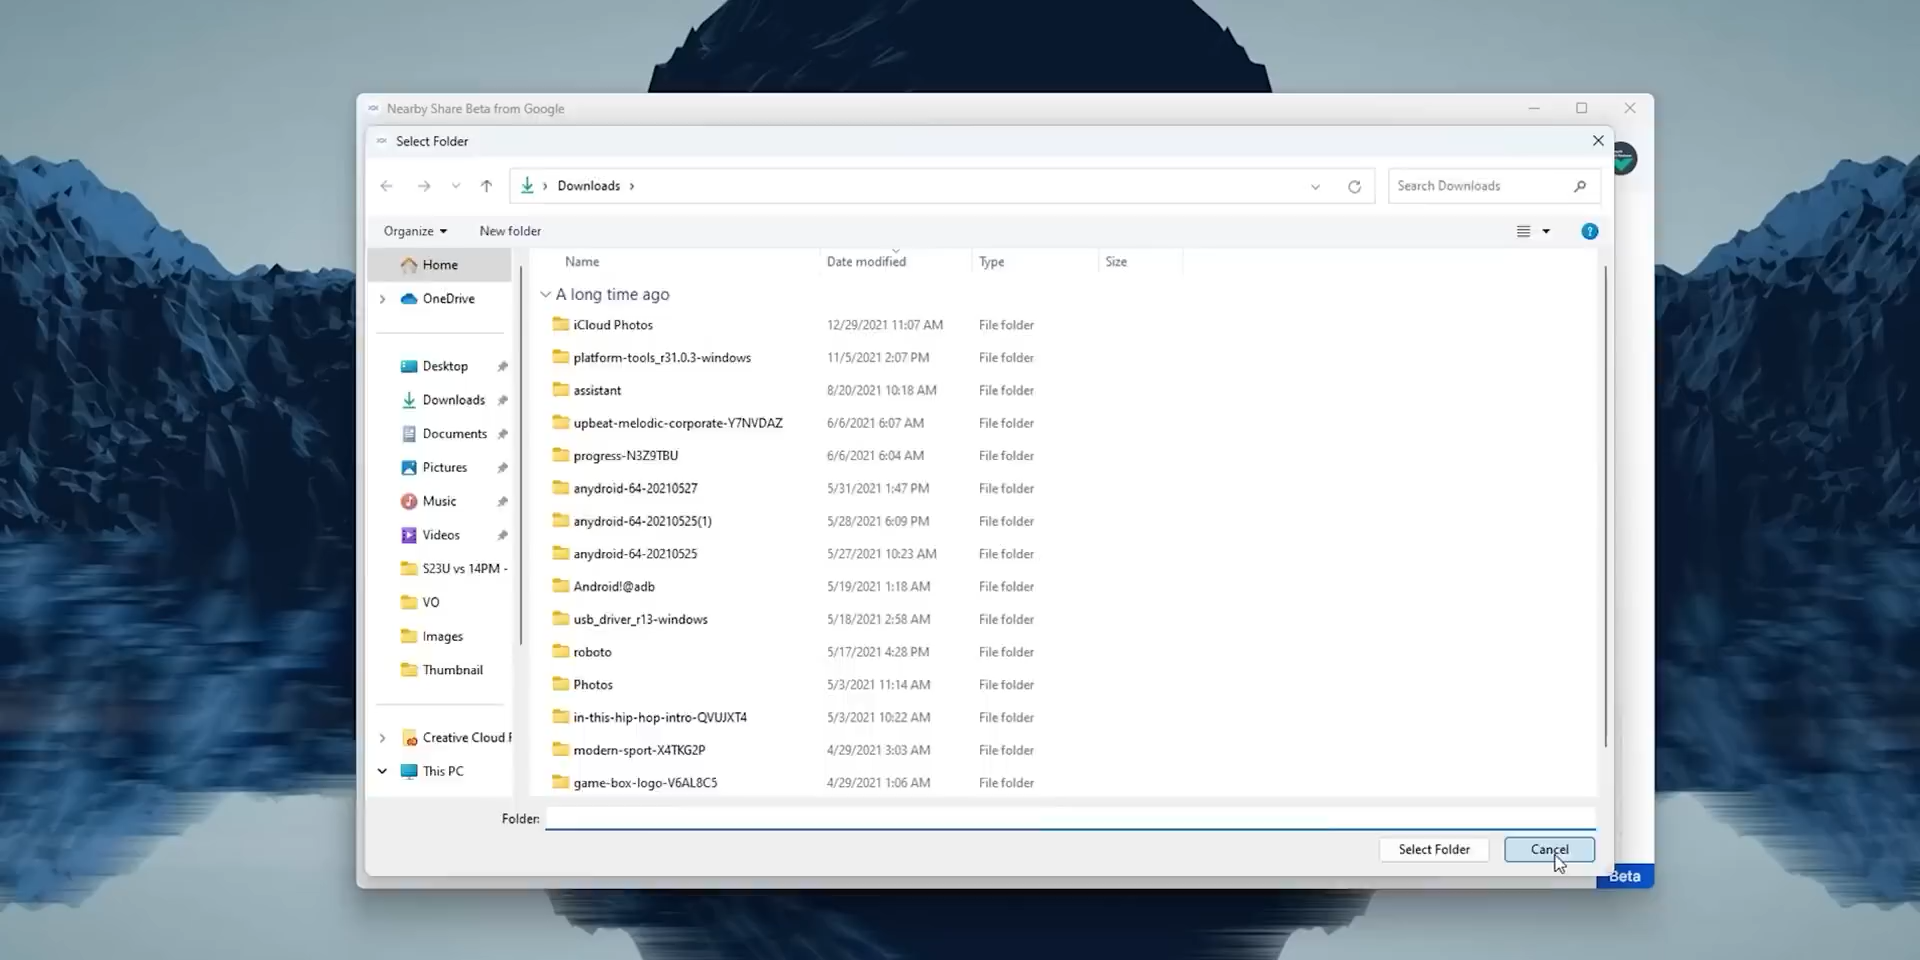 Nearby Share Beta from Google
Select Folder
Downloads
Search Downloads
Organize
New folder
?
Name Date modified Type Size
Home
OneDrive
Desktop
Downloads
Documents
Pictures
Music
Videos
S23U vs 14PM -
VO
Images
Thumbnail
Creative Cloud F
This PC
A long time ago
iCloud Photos 12/29/2021 11:07 AM File folder
platform-tools_r31.0.3-windows 11/5/2021 2:07 PM File folder
assistant 8/20/2021 10:18 AM File folder
upbeat-melodic-corporate-Y7NVDAZ 6/6/2021 6:07 AM File folder
progress-N3Z9TBU 6/6/2021 6:04 AM File folder
anydroid-64-20210527 5/31/2021 1:47 PM File folder
anydroid-64-20210525(1) 5/28/2021 6:09 PM File folder
anydroid-64-20210525 5/27/2021 10:23 AM File folder
Android!@adb 5/19/2021 1:18 AM File folder
usb_driver_r13-windows 5/18/2021 2:58 AM File folder
roboto 5/17/2021 4:28 PM File folder
Photos 5/3/2021 11:14 AM File folder
in-this-hip-hop-intro-QVUJXT4 5/3/2021 10:22 AM File folder
modern-sport-X4TKG2P 4/29/2021 3:03 AM File folder
game-box-logo-V6AL8C5 4/29/2021 1:06 AM File folder
Folder:
Select Folder
Cancel
Beta